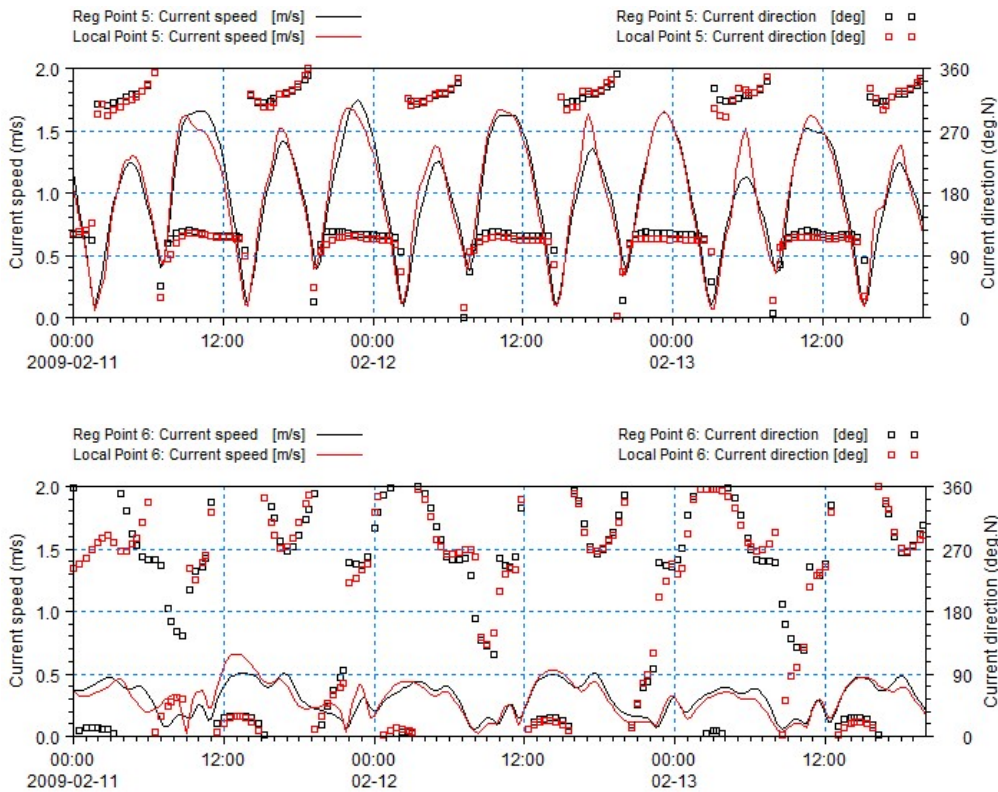 Reg Point 5: Current speed [m/s]
Local Point 5: Current speed [m/s]
Reg Point 5: Current direction [deg]
Local Point 5: Current direction [deg]
Current speed (m/s)
2.0
1.5
1.0
0.5
0.0
360
270
180
90
0
Current direction (deg.N)
00:00 12:00 00:00 12:00 00:00 12:00
2009-02-11 02-12 02-13
Reg Point 6: Current speed [m/s]
Local Point 6: Current speed [m/s]
Reg Point 6: Current direction [deg]
Local Point 6: Current direction [deg]
Current speed (m/s)
2.0
1.5
1.0
0.5
0.0
360
270
180
90
0
Current direction (deg.N)
00:00 12:00 00:00 12:00 00:00 12:00
2009-02-11 02-12 02-13